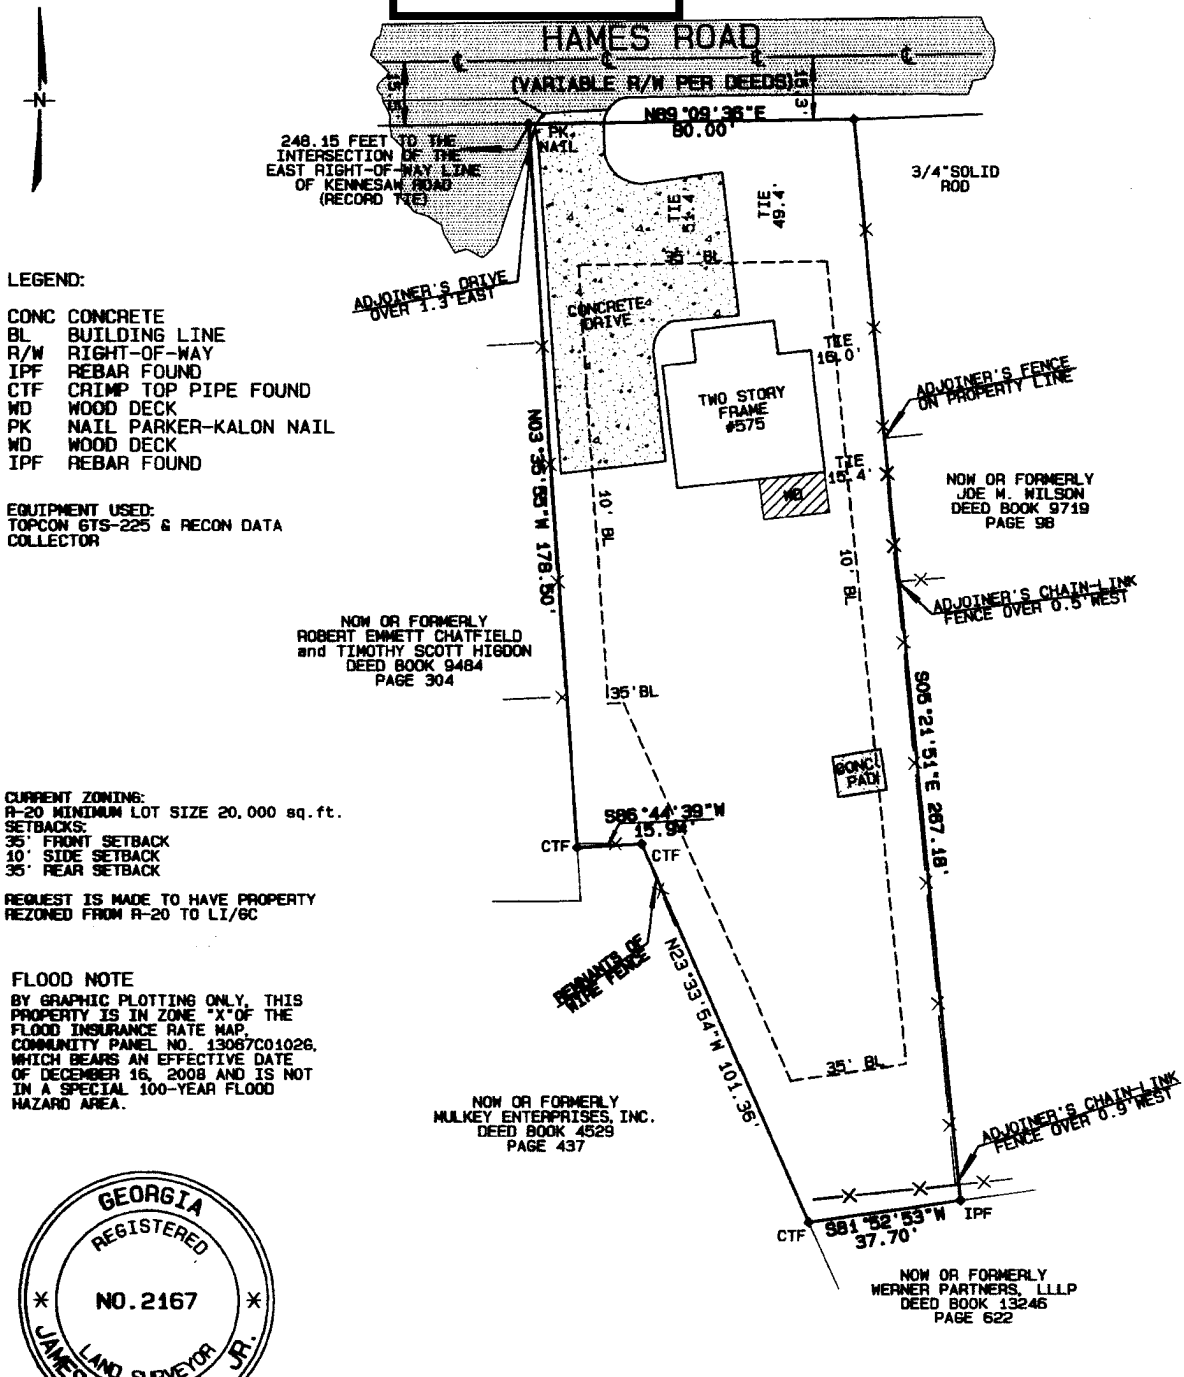 HAMES ROAD
(VARIABLE R/W PER DEEDS)
15.3'
N89°09'36"E
80.00'
PK
NAIL
248.15 FEET TO THE
INTERSECTION OF THE
EAST RIGHT-OF-WAY LINE
OF KENNESAW ROAD
(RECORD TIE)
3/4"SOLID
ROD
N
TIE
51.4'
TIE
49.4'
35' BL
ADJOINER'S DRIVE
OVER 1.3'EAST
CONCRETE
DRIVE
LEGEND:
CONC CONCRETE
BL BUILDING LINE
R/W RIGHT-OF-WAY
IPF REBAR FOUND
CTF CRIMP TOP PIPE FOUND
WD WOOD DECK
PK NAIL PARKER-KALON NAIL
WD WOOD DECK
IPF REBAR FOUND
EQUIPMENT USED:
TOPCON GTS-225 & RECON DATA
COLLECTOR
TIE
TWO STORY
FRAME
#575
TIE
15.4'
WD
ADJOINER'S FENCE
ON PROPERTY LINE
NOW OR FORMERLY
JOE M. WILSON
DEED BOOK 9719
PAGE 98
10' BL
10' BL
178.50'
ADJOINER'S CHAIN-LINK
FENCE OVER 0.5'WEST
NOW OR FORMERLY
ROBERT EMMETT CHATFIELD
and TIMOTHY SCOTT HIGDON
DEED BOOK 9484
PAGE 304
35'BL
267.18'
CONC
PAD
CURRENT ZONING:
R-20 MINIMUM LOT SIZE 20,000 sq.ft.
SETBACKS:
35' FRONT SETBACK
10' SIDE SETBACK
35' REAR SETBACK
REQUEST IS MADE TO HAVE PROPERTY
REZONED FROM R-20 TO LI/GC
S86°44'39"W
15.94'
CTF
CTF
REMNANTS OF
WIRE FENCE
N23°33'54"W 101.36'
35' BL
FLOOD NOTE
BY GRAPHIC PLOTTING ONLY, THIS
PROPERTY IS IN ZONE "X"OF THE
FLOOD INSURANCE RATE MAP,
COMMUNITY PANEL NO. 13067C0102G,
WHICH BEARS AN EFFECTIVE DATE
OF DECEMBER 16, 2008 AND IS NOT
IN A SPECIAL 100-YEAR FLOOD
HAZARD AREA.
NOW OR FORMERLY
MULKEY ENTERPRISES, INC.
DEED BOOK 4529
PAGE 437
ADJOINER'S CHAIN-LINK
FENCE OVER 0.9'WEST
CTF
S81°52'53"W
37.70'
IPF
NOW OR FORMERLY
WERNER PARTNERS, LLLP
DEED BOOK 13246
PAGE 622
GEORGIA
REGISTERED
NO.2167
LAND SURVEYOR
JAMES
JR.